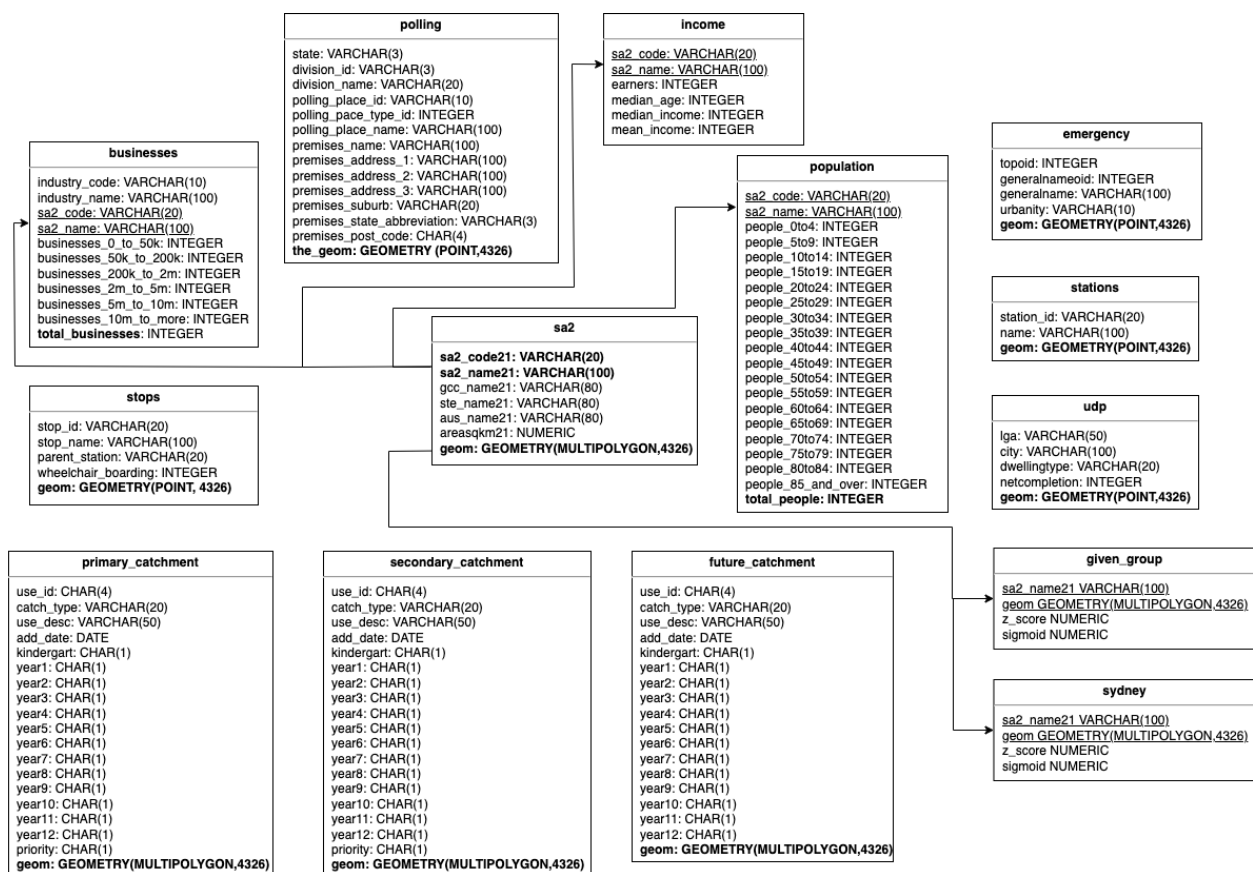 polling
state: VARCHAR(3)
division_id: VARCHAR(3)
division_name: VARCHAR(20)
polling_place_id: VARCHAR(10)
polling_pace_type_id: INTEGER
polling_place_name: VARCHAR(100)
premises_name: VARCHAR(100)
premises_address_1: VARCHAR(100)
premises_address_2: VARCHAR(100)
premises_address_3: VARCHAR(100)
premises_suburb: VARCHAR(20)
premises_state_abbreviation: VARCHAR(3)
premises_post_code: CHAR(4)
the_geom: GEOMETRY (POINT,4326)
income
sa2_code: VARCHAR(20)
sa2_name: VARCHAR(100)
earners: INTEGER
median_age: INTEGER
median_income: INTEGER
mean_income: INTEGER
businesses
industry_code: VARCHAR(10)
industry_name: VARCHAR(100)
sa2_code: VARCHAR(20)
sa2_name: VARCHAR(100)
businesses_0_to_50k: INTEGER
businesses_50k_to_200k: INTEGER
businesses_200k_to_2m: INTEGER
businesses_2m_to_5m: INTEGER
businesses_5m_to_10m: INTEGER
businesses_10m_to_more: INTEGER
total_businesses: INTEGER
population
sa2_code: VARCHAR(20)
sa2_name: VARCHAR(100)
people_0to4: INTEGER
people_5to9: INTEGER
people_10to14: INTEGER
people_15to19: INTEGER
people_20to24: INTEGER
people_25to29: INTEGER
people_30to34: INTEGER
people_35to39: INTEGER
people_40to44: INTEGER
people_45to49: INTEGER
people_50to54: INTEGER
people_55to59: INTEGER
people_60to64: INTEGER
people_65to69: INTEGER
people_70to74: INTEGER
people_75to79: INTEGER
people_80to84: INTEGER
people_85_and_over: INTEGER
total_people: INTEGER
emergency
topoid: INTEGER
generalnameoid: INTEGER
generalname: VARCHAR(100)
urbanity: VARCHAR(10)
geom: GEOMETRY(POINT,4326)
stations
station_id: VARCHAR(20)
name: VARCHAR(100)
geom: GEOMETRY(POINT,4326)
sa2
sa2_code21: VARCHAR(20)
sa2_name21: VARCHAR(100)
gcc_name21: VARCHAR(80)
ste_name21: VARCHAR(80)
aus_name21: VARCHAR(80)
areasqkm21: NUMERIC
geom: GEOMETRY(MULTIPOLYGON,4326)
stops
stop_id: VARCHAR(20)
stop_name: VARCHAR(100)
parent_station: VARCHAR(20)
wheelchair_boarding: INTEGER
geom: GEOMETRY(POINT, 4326)
udp
lga: VARCHAR(50)
city: VARCHAR(100)
dwellingtype: VARCHAR(20)
netcompletion: INTEGER
geom: GEOMETRY(POINT,4326)
primary_catchment
use_id: CHAR(4)
catch_type: VARCHAR(20)
use_desc: VARCHAR(50)
add_date: DATE
kindergart: CHAR(1)
year1: CHAR(1)
year2: CHAR(1)
year3: CHAR(1)
year4: CHAR(1)
year5: CHAR(1)
year6: CHAR(1)
year7: CHAR(1)
year8: CHAR(1)
year9: CHAR(1)
year10: CHAR(1)
year11: CHAR(1)
year12: CHAR(1)
priority: CHAR(1)
geom: GEOMETRY(MULTIPOLYGON,4326)
secondary_catchment
use_id: CHAR(4)
catch_type: VARCHAR(20)
use_desc: VARCHAR(50)
add_date: DATE
kindergart: CHAR(1)
year1: CHAR(1)
year2: CHAR(1)
year3: CHAR(1)
year4: CHAR(1)
year5: CHAR(1)
year6: CHAR(1)
year7: CHAR(1)
year8: CHAR(1)
year9: CHAR(1)
year10: CHAR(1)
year11: CHAR(1)
year12: CHAR(1)
priority: CHAR(1)
geom: GEOMETRY(MULTIPOLYGON,4326)
future_catchment
use_id: CHAR(4)
catch_type: VARCHAR(20)
use_desc: VARCHAR(50)
add_date: DATE
kindergart: CHAR(1)
year1: CHAR(1)
year2: CHAR(1)
year3: CHAR(1)
year4: CHAR(1)
year5: CHAR(1)
year6: CHAR(1)
year7: CHAR(1)
year8: CHAR(1)
year9: CHAR(1)
year10: CHAR(1)
year11: CHAR(1)
year12: CHAR(1)
geom: GEOMETRY(MULTIPOLYGON,4326)
given_group
sa2_name21 VARCHAR(100)
geom GEOMETRY(MULTIPOLYGON,4326)
z_score NUMERIC
sigmoid NUMERIC
sydney
sa2_name21 VARCHAR(100)
geom GEOMETRY(MULTIPOLYGON,4326)
z_score NUMERIC
sigmoid NUMERIC